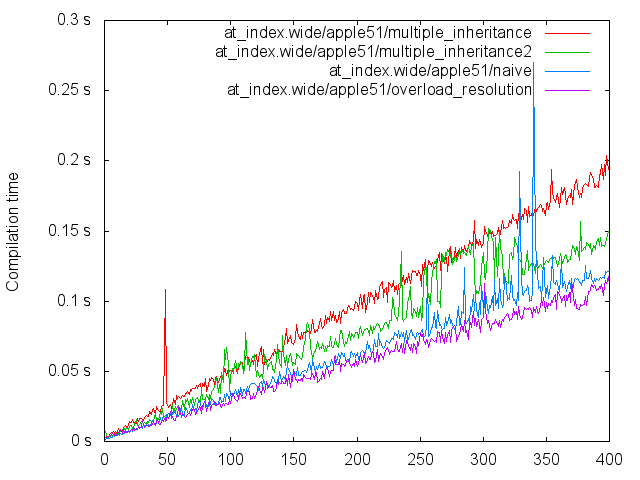 0.3 s
at_index.wide/apple51/multiple_inheritance
at_index.wide/apple51/multiple_inheritance2
at_index.wide/apple51/naive
at_index.wide/apple51/overload_resolution
0.25 s
0.2 s
0.15 s
0.1 s
0.05 s
0 s
Compilation time
0 50 100 150 200 250 300 350 400